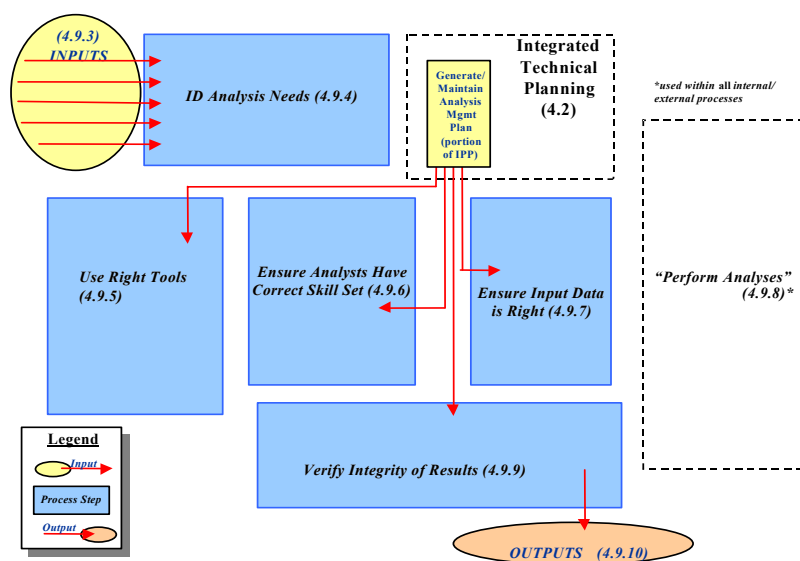 (4.9.3)
INPUTS
ID Analysis Needs (4.9.4)
Generate/
Maintain
Analysis
Mgmt
Plan
(portion
of IPP)
Integrated
Technical
Planning
(4.2)
*used within all internal/
external processes
Use Right Tools
(4.9.5)
Ensure Analysts Have
Correct Skill Set (4.9.6)
Ensure Input Data
is Right (4.9.7)
“Perform Analyses”
(4.9.8)*
Verify Integrity of Results (4.9.9)
OUTPUTS (4.9.10)
Legend
Input
Process Step
Output